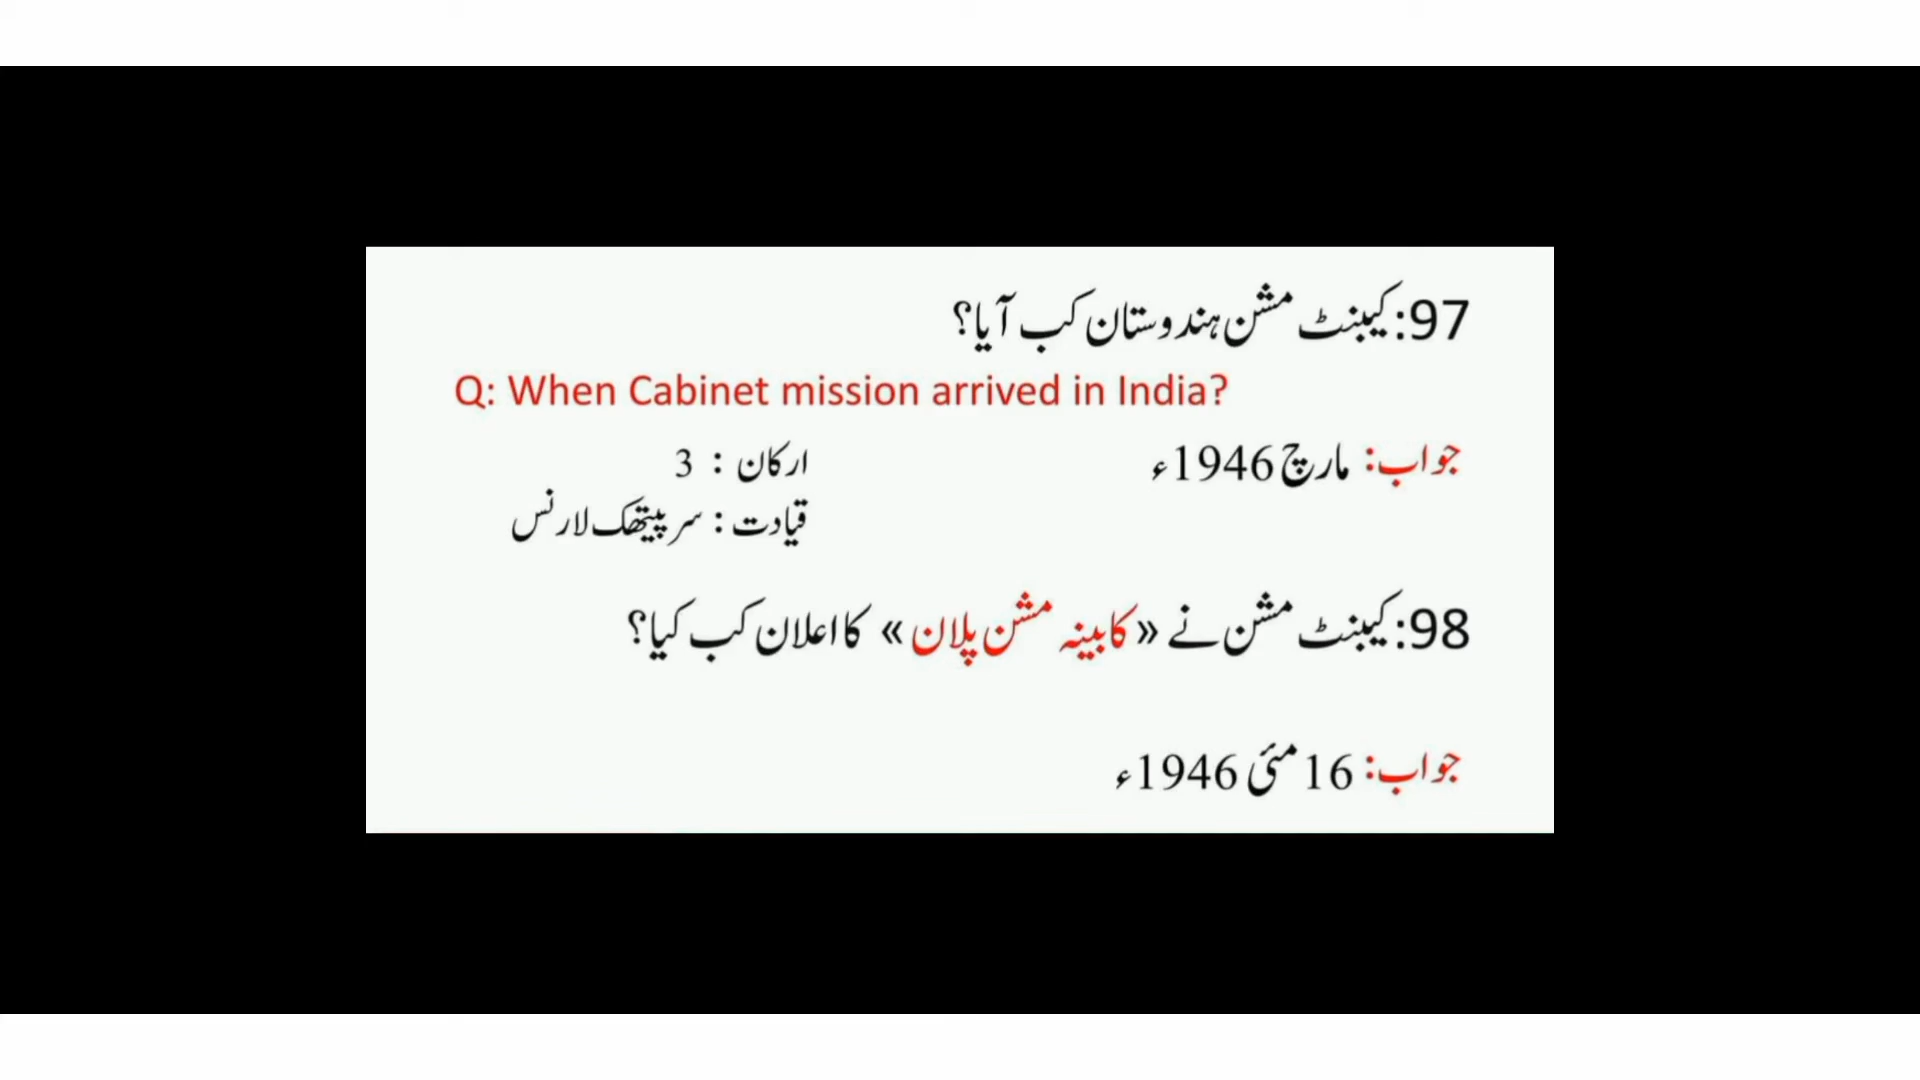 97: کیبنٹ مشن ہندوستان کب آیا؟
Q: When Cabinet mission arrived in India?
جواب: مارچ 1946ء
ارکان : 3
قیادت : سر پیتھک لارنس
98: کیبنٹ مشن نے »کابینہ مشن پلان« کا اعلان کب کیا؟
جواب: 16 مئی 1946ء